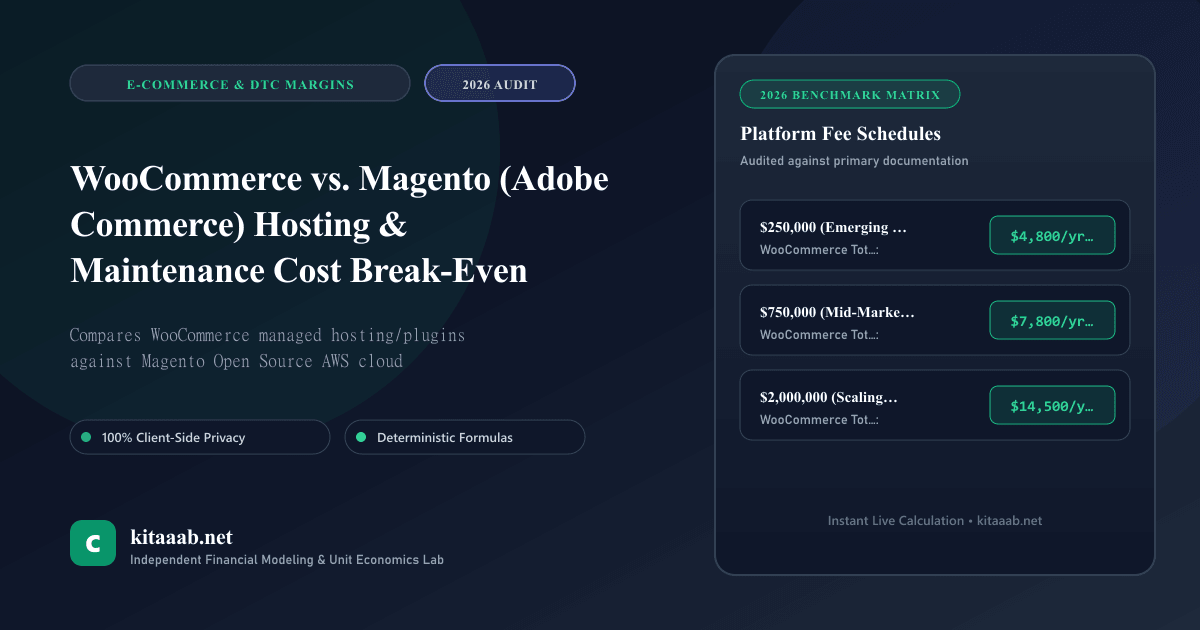 E-COMMERCE & DTC MARGINS
2026 AUDIT
WooCommerce vs. Magento (Adobe
Commerce) Hosting &
Maintenance Cost Break-Even
Compares WooCommerce managed hosting/plugins
against Magento Open Source AWS cloud
100% Client-Side Privacy
Deterministic Formulas
C
kitaaab.net
Independent Financial Modeling & Unit Economics Lab
2026 BENCHMARK MATRIX
Platform Fee Schedules
Audited against primary documentation
$250,000 (Emerging …
WooCommerce Tot…:
$4,800/yr…
$750,000 (Mid-Marke…
WooCommerce Tot…:
$7,800/yr…
$2,000,000 (Scaling…
WooCommerce Tot…:
$14,500/y…
Instant Live Calculation • kitaaab.net